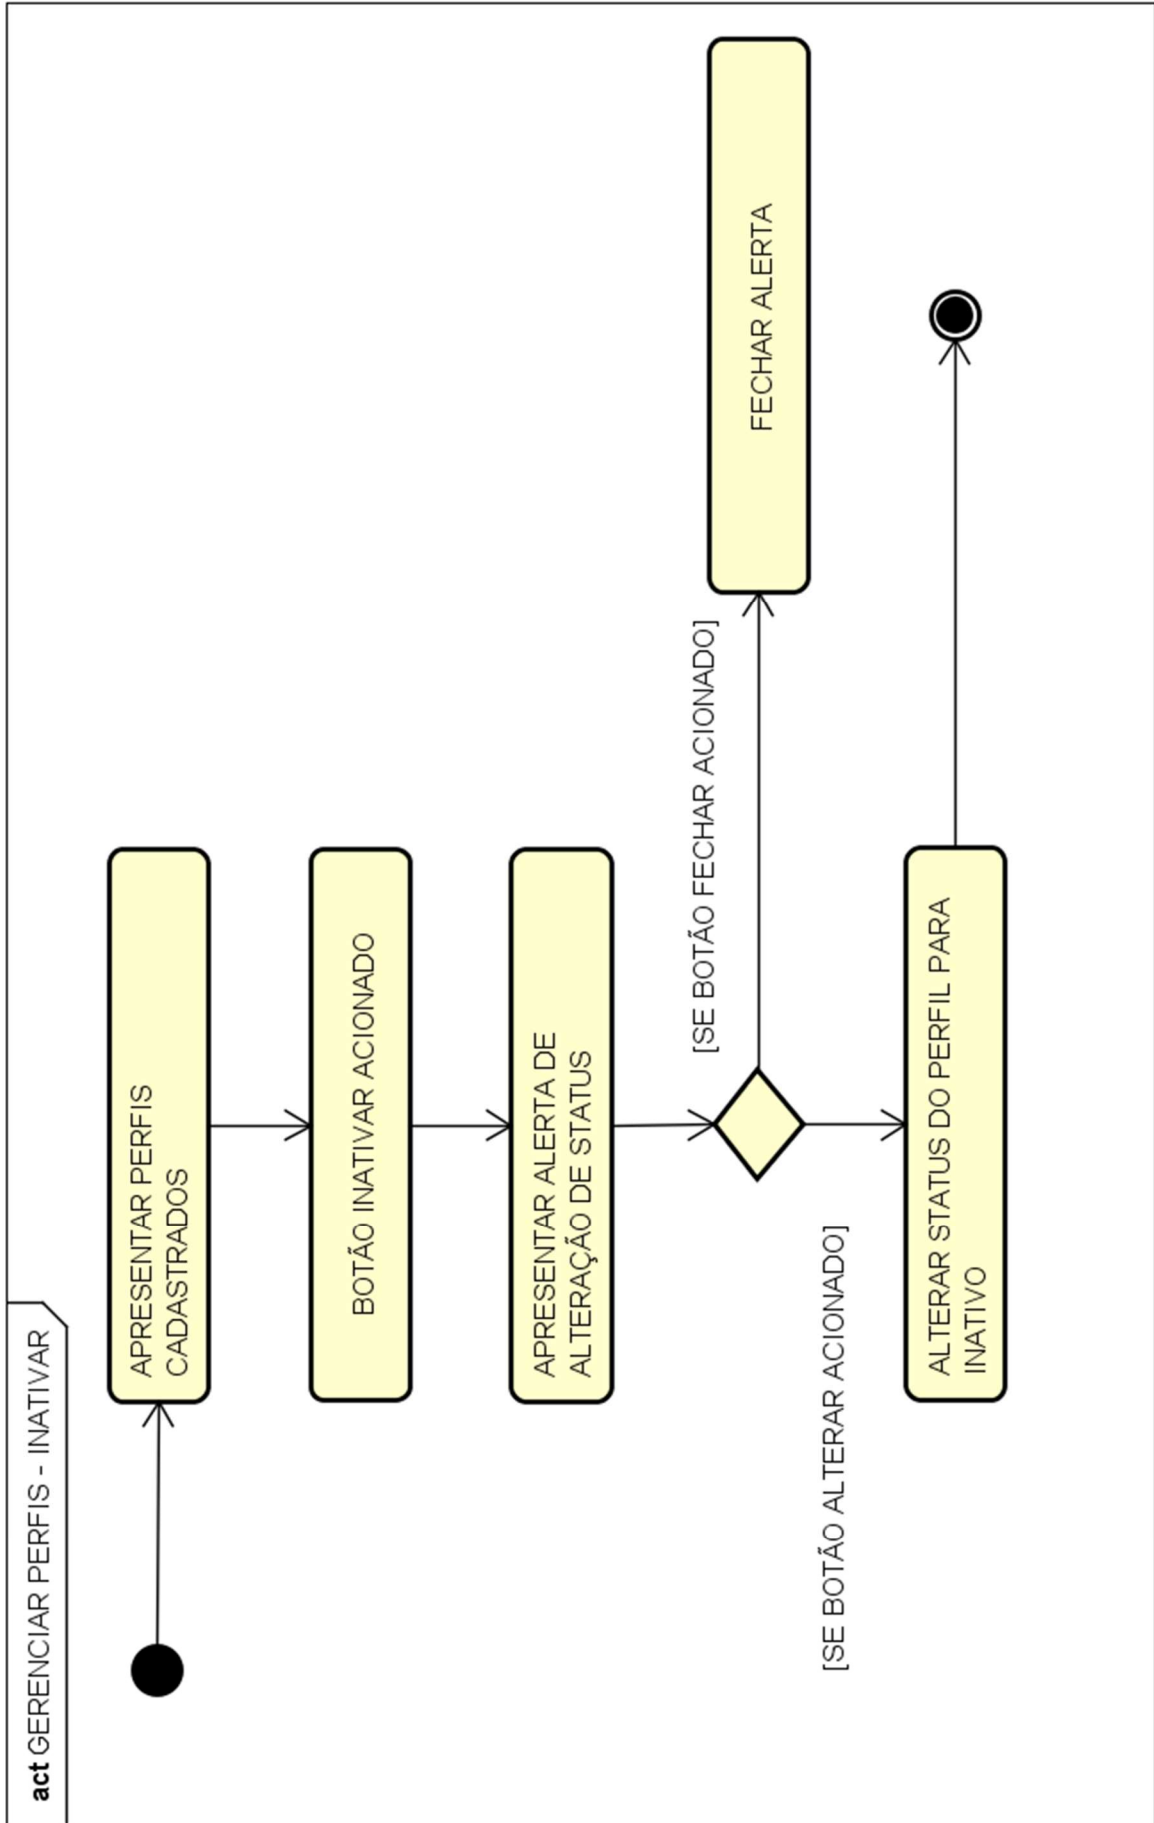 act GERENCIAR PERFIS - INATIVAR
APRESENTAR PERFIS
CADASTRADOS
BOTÃO INATIVAR ACIONADO
APRESENTAR ALERTA DE
ALTERAÇÃO DE STATUS
[SE BOTÃO FECHAR ACIONADO]
FECHAR ALERTA
[SE BOTÃO ALTERAR ACIONADO]
ALTERAR STATUS DO PERFIL PARA
INATIVO